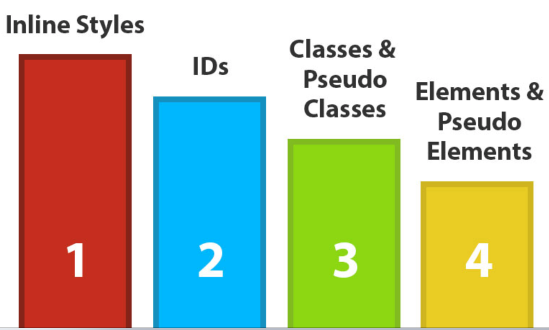 Inline Styles
IDs
Classes &
Pseudo
Classes
Elements &
Pseudo
Elements
1
2
3
4